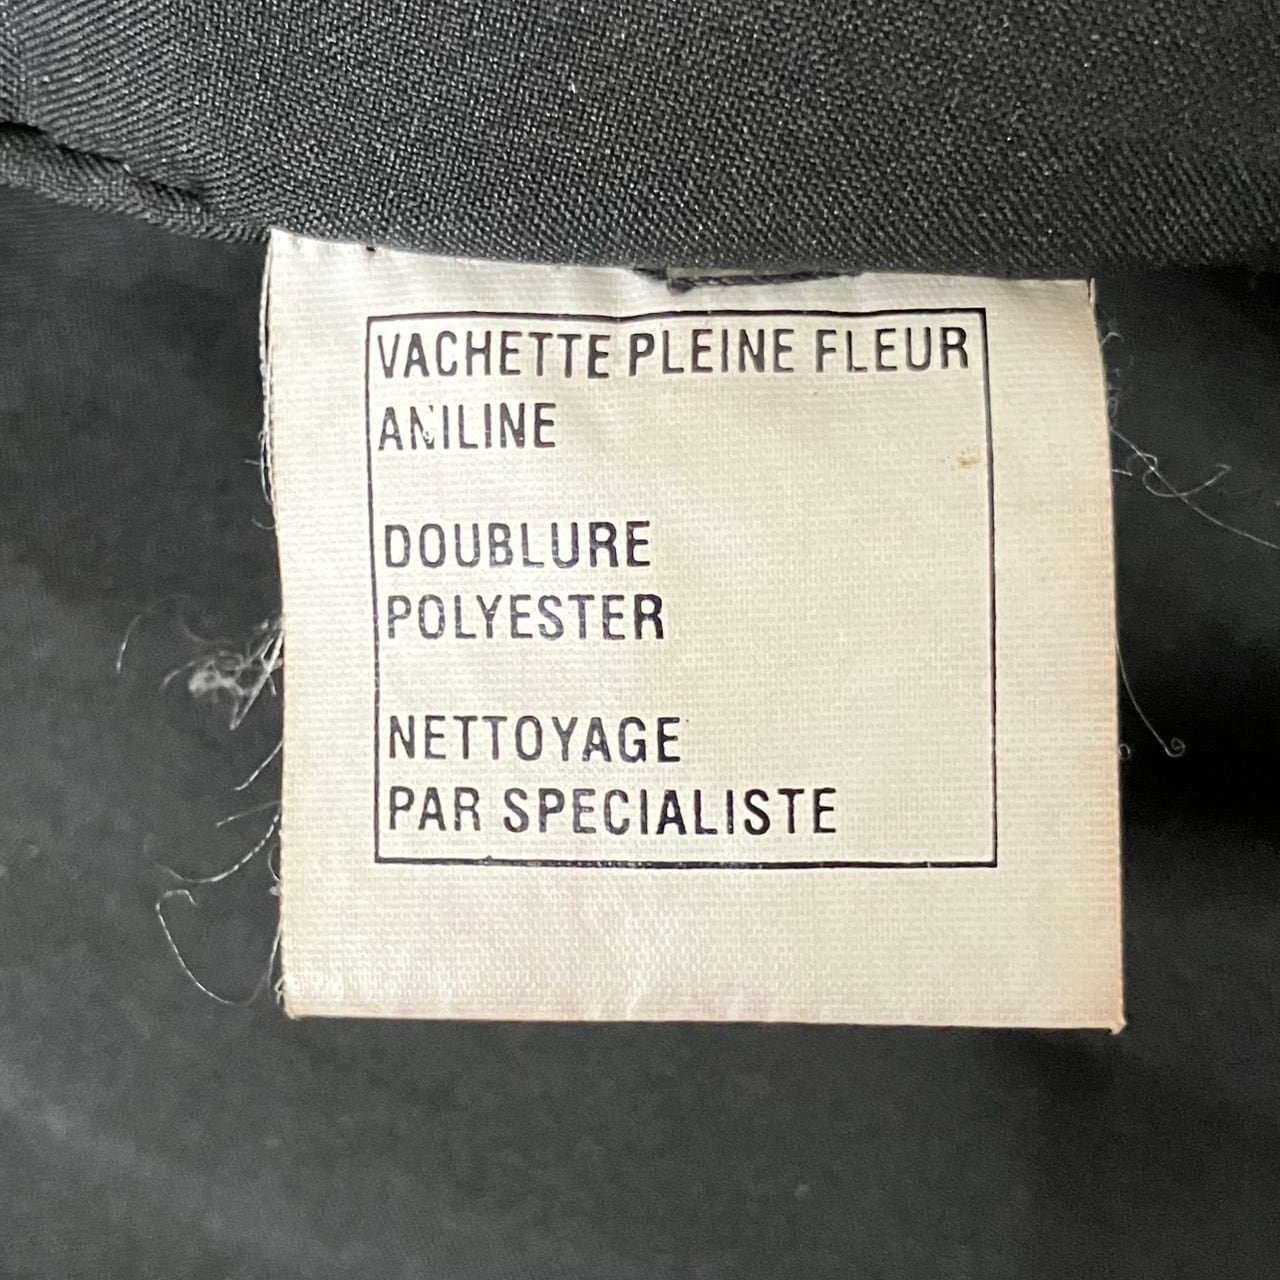 VACHETTE PLEINE FLEUR
ANILINE
DOUBLURE
POLYESTER
NETTOYAGE
PAR SPECIALISTE